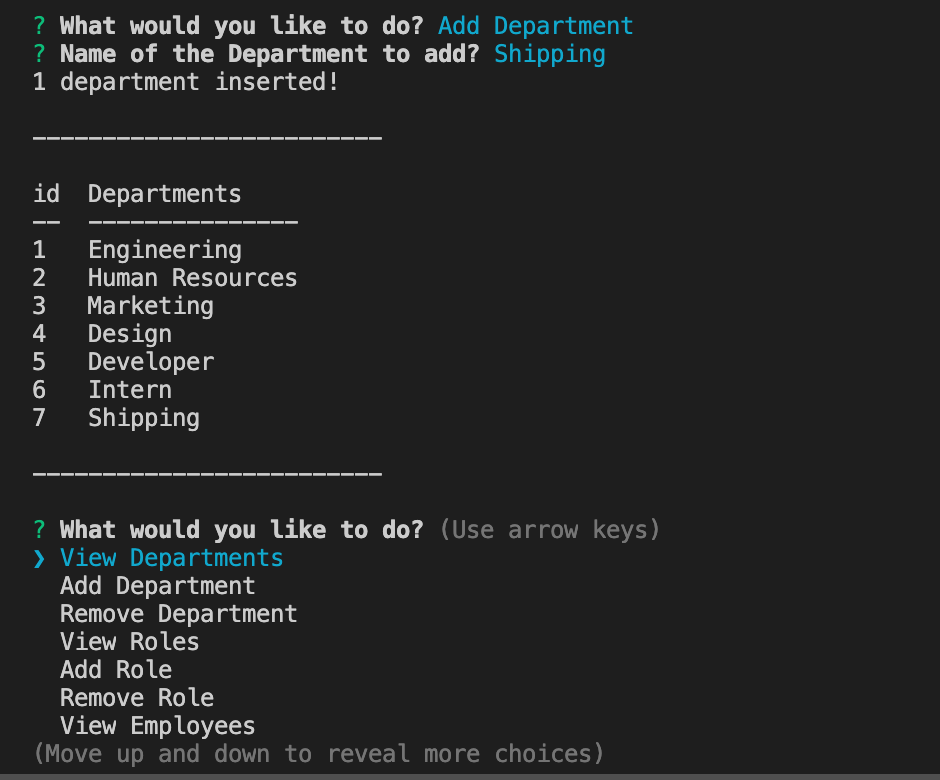 ? What would you like to do? Add Department
? Name of the Department to add? Shipping
1 department inserted!
_________________________
id  Departments
--  ---------------
1   Engineering
2   Human Resources
3   Marketing
4   Design
5   Developer
6   Intern
7   Shipping
_________________________
? What would you like to do? (Use arrow keys)
❯ View Departments
  Add Department
  Remove Department
  View Roles
  Add Role
  Remove Role
  View Employees
(Move up and down to reveal more choices)